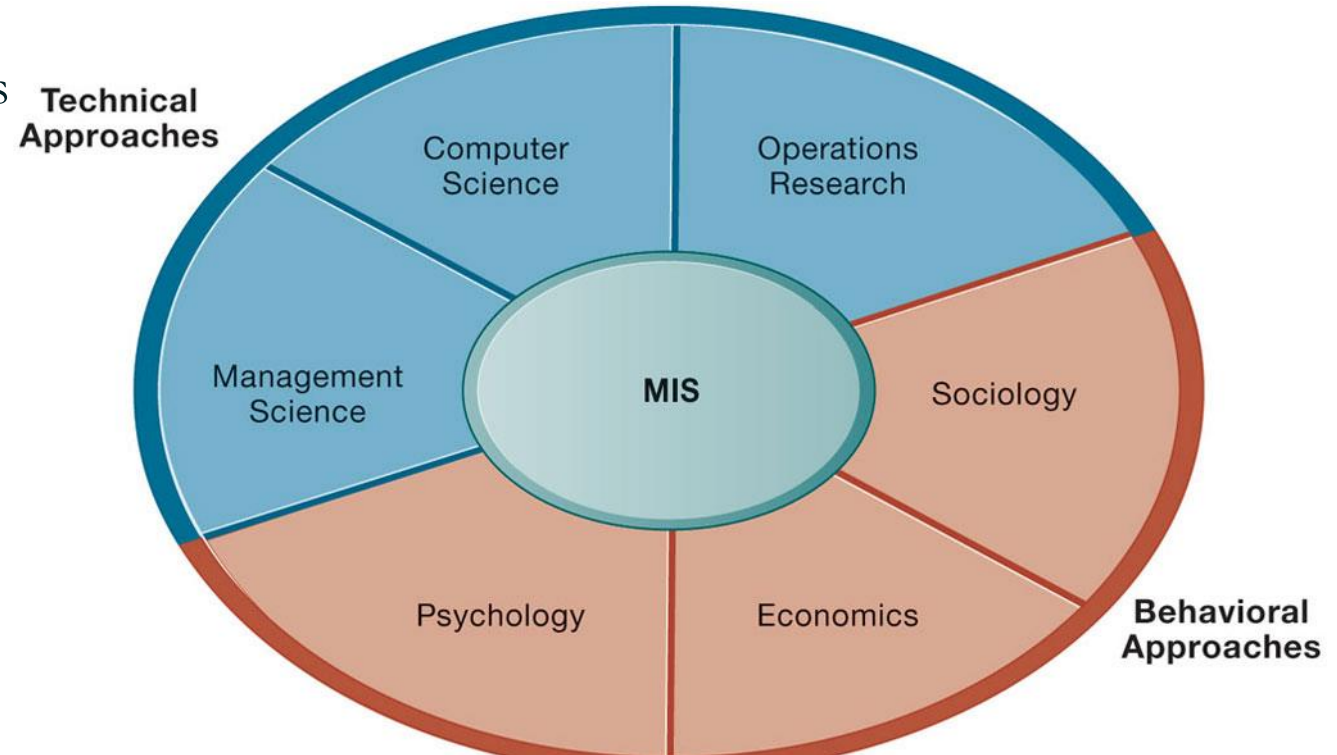 s
Technical
Approaches
Computer
Science
Operations
Research
Management
Science
MIS
Sociology
Psychology
Economics
Behavioral
Approaches